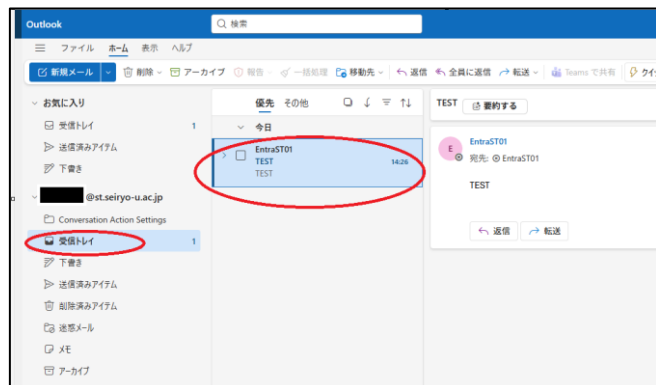 Outlook
検索
ファイル ホーム 表示 ヘルプ
新規メール 削除 アーカイブ 報告 一括処理 移動先 返信 全員に返信 転送 Teams で共有 クイッ
お気に入り
受信トレイ 1
送信済みアイテム
下書き
@st.seiryo-u.ac.jp
Conversation Action Settings
受信トレイ 1
下書き
送信済みアイテム
削除済みアイテム
迷惑メール
メモ
アーカイブ
優先 その他
今日
EntraST01
TEST 14:26
TEST
TEST 要約する
E
EntraST01
宛先: EntraST01
TEST
返信 転送